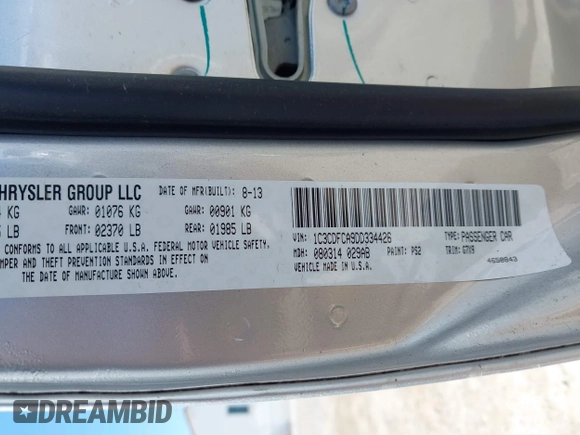 HRYSLER GROUP LLC DATE OF MFR(BUILT): 8-13
KG GAWR: 01076 KG GAWR: 00901 KG
LB FRONT: 02370 LB REAR: 01985 LB
CONFORMS TO ALL APPLICABLE U.S.A. FEDERAL MOTOR VEHICLE SAFETY,
MPER AND THEFT PREVENTION STANDARDS IN EFFECT ON
THE DATE OF MANUFACTURE SHOWN ABOVE.
VIN: 1C3CDFCA9DD334426 TYPE: PASSENGER CAR
MDH: 080314 029AB PAINT: PS2 TRIM: GTV9
VEHICLE MADE IN U.S.A. 4658843
DREAMBID